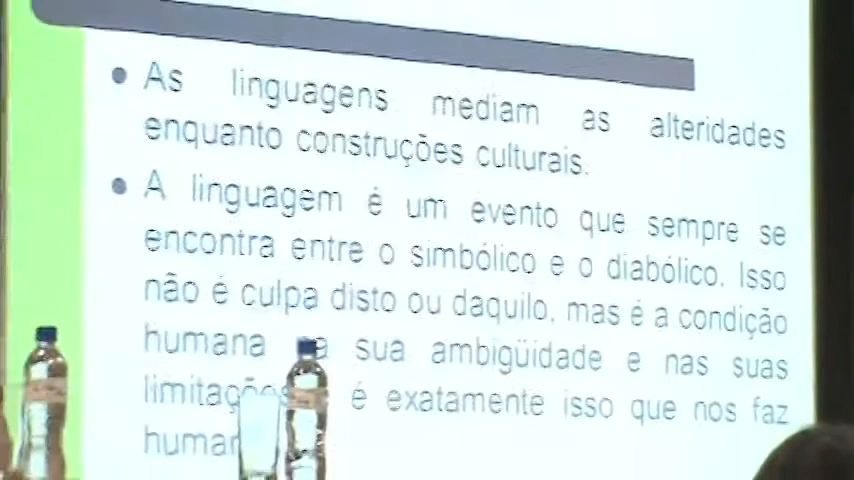 As linguagens mediam as alteridades
enquanto construções culturais.
A linguagem é um evento que sempre se
encontra entre o simbólico e o diabólico. Isso
não é culpa disto ou daquilo, mas é a condição
humana sua ambigüidade e nas suas
é exatamente isso que nos faz